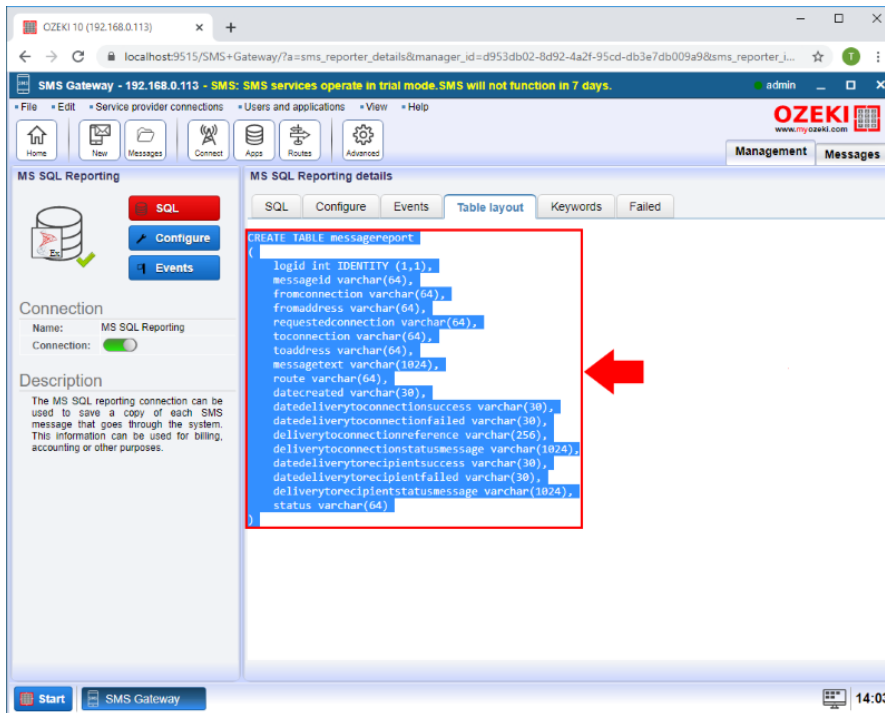 OZEKI 10 (192.168.0.113)
localhost:9515/SMS+Gateway/?a=sms_reporter_details&manager_id=d953db02-8d92-4a2f-95cd-db3e7db009a9&sms_reporter_i...
T
SMS Gateway - 192.168.0.113 - SMS: SMS services operate in trial mode.SMS will not function in 7 days.
admin
File Edit Service provider connections Users and applications View Help
OZEKI
www.myozeki.com
Home New Messages Connect Apps Routes Advanced
Management Messages
MS SQL Reporting
MS SQL Reporting details
SQL
Configure
Events
Ex
SQL Configure Events Table layout Keywords Failed
Connection
Name: MS SQL Reporting
Connection:
Description
The MS SQL reporting connection can be
used to save a copy of each SMS
message that goes through the system.
This information can be used for billing,
accounting or other purposes.
CREATE TABLE messagereport
(
logid int IDENTITY (1,1),
messageid varchar(64),
fromconnection varchar(64),
fromaddress varchar(64),
requestedconnection varchar(64),
toconnection varchar(64),
toaddress varchar(64),
messagetext varchar(1024),
route varchar(64),
datecreated varchar(30),
datedeliverytoconnectionsuccess varchar(30),
datedeliverytoconnectionfailed varchar(30),
deliverytoconnectionreference varchar(256),
deliverytoconnectionstatusmessage varchar(1024),
datedeliverytorecipientsuccess varchar(30),
datedeliverytorecipientfailed varchar(30),
deliverytorecipientstatusmessage varchar(1024),
status varchar(64)
)
Start
SMS Gateway
14:03